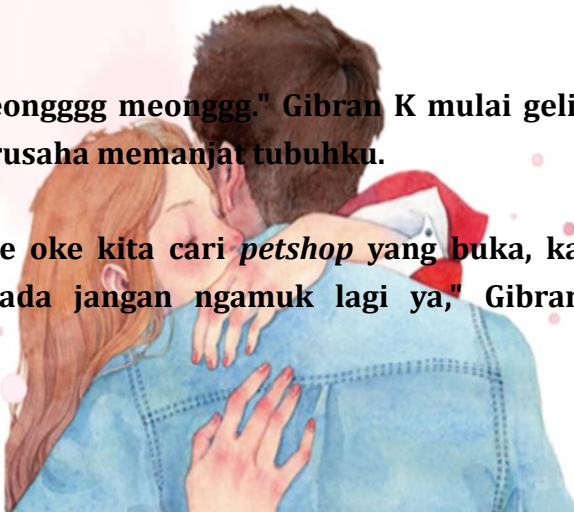 eongggg meonggg." Gibran K mulai geli
rusaha memanjat tubuhku.
e oke kita cari petshop yang buka, ka
ada jangan ngamuk lagi ya," Gibran